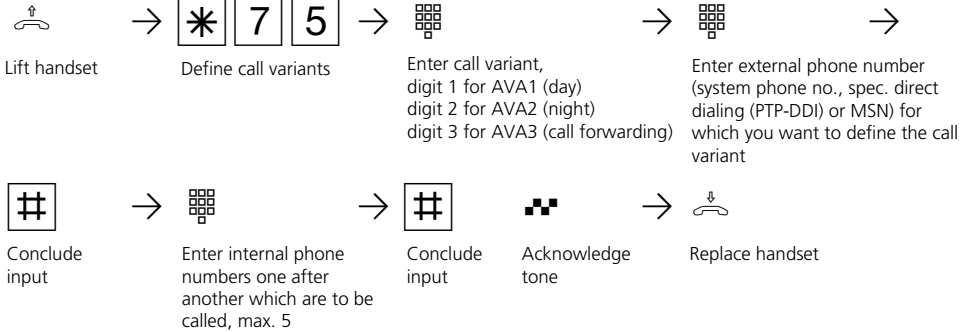 * 7 5
Lift handset
Define call variants
Enter call variant,
digit 1 for AVA1 (day)
digit 2 for AVA2 (night)
digit 3 for AVA3 (call forwarding)
Enter external phone number
(system phone no., spec. direct
dialing (PTP-DDI) or MSN) for
which you want to define the call
variant
#
#
Conclude
input
Enter internal phone
numbers one after
another which are to be
called, max. 5
Conclude
input
Acknowledge
tone
Replace handset